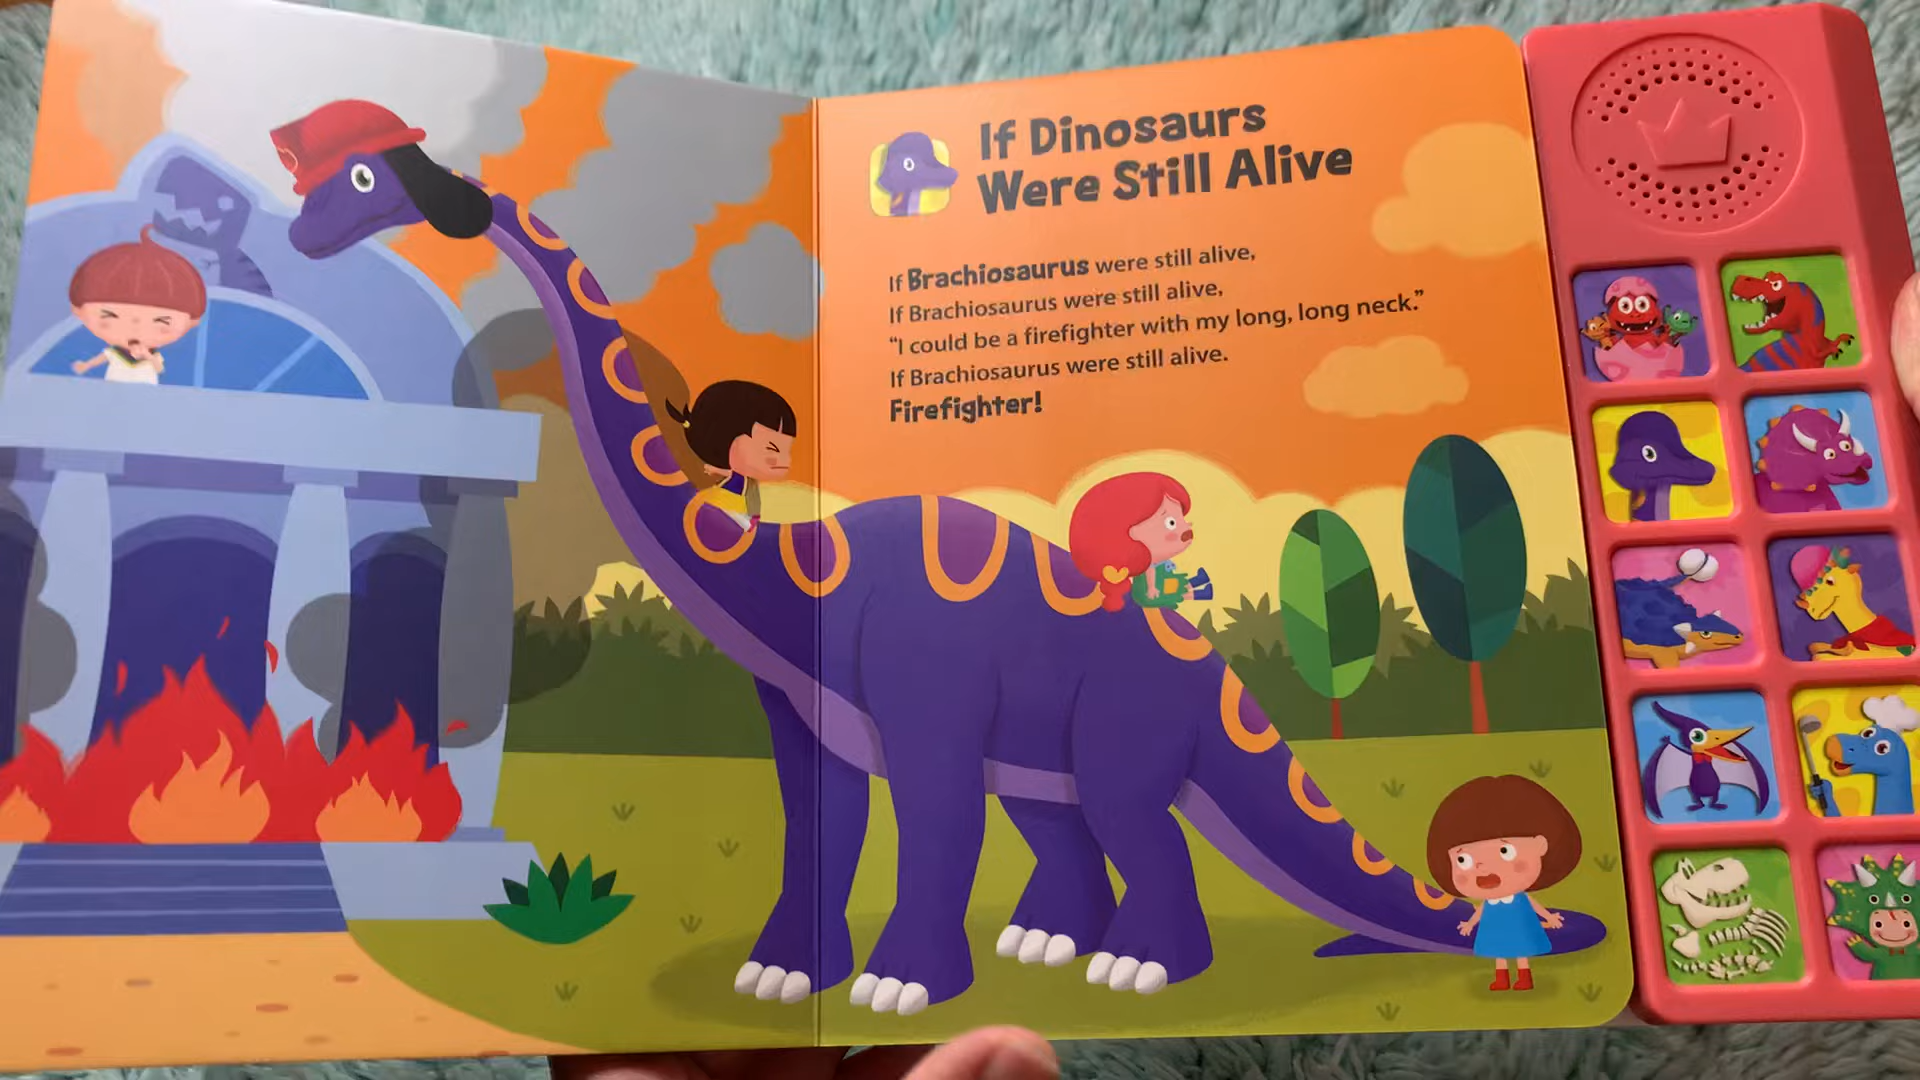 If Dinosaurs
Were Still Alive
If Brachiosaurus were still alive,
If Brachiosaurus were still alive,
“I could be a firefighter with my long, long neck.”
If Brachiosaurus were still alive.
Firefighter!